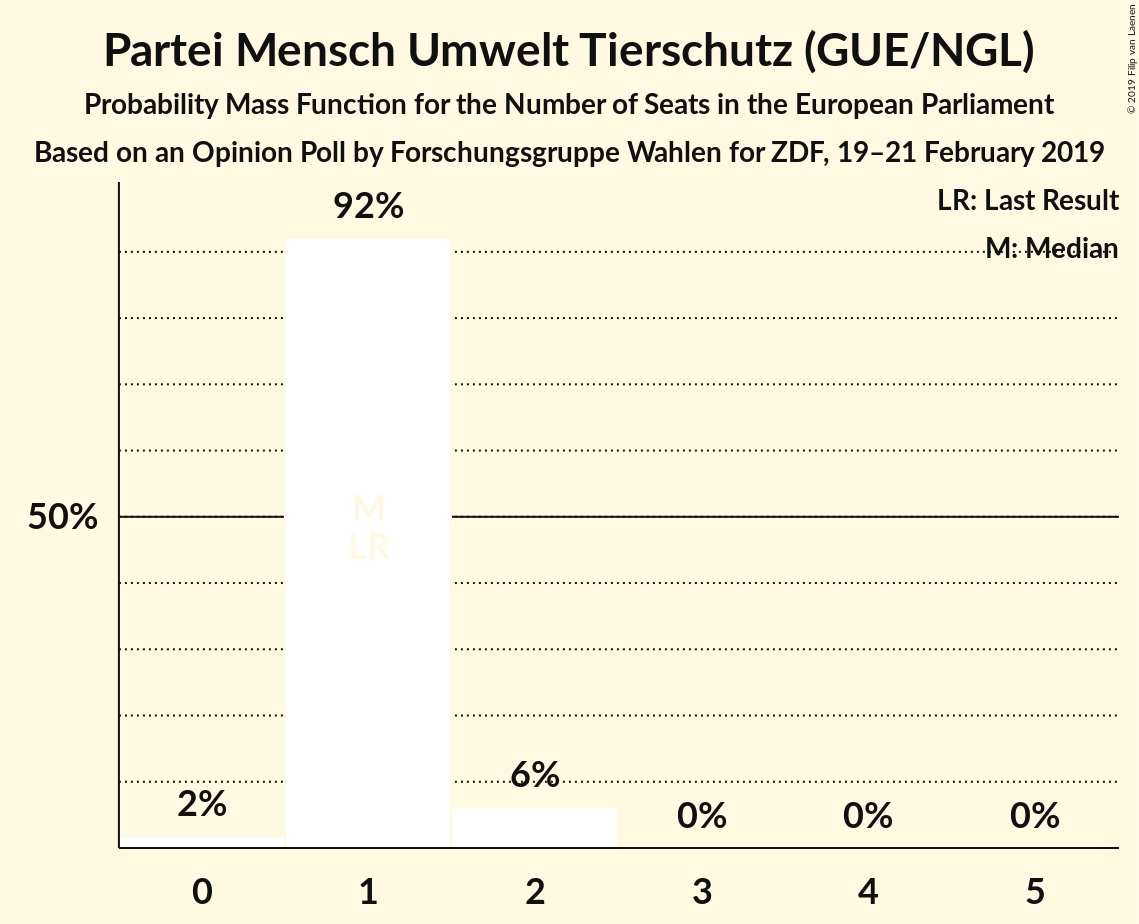 Partei Mensch Umwelt Tierschutz (GUE/NGL)
Probability Mass Function for the Number of Seats in the European Parliament
Based on an Opinion Poll by Forschungsgruppe Wahlen for ZDF, 19–21 February 2019
© 2019 Filip van Laenen
LR: Last Result
M: Median
92%
50%
M
LR
2%
6%
0%
0%
0%
0
1
2
3
4
5